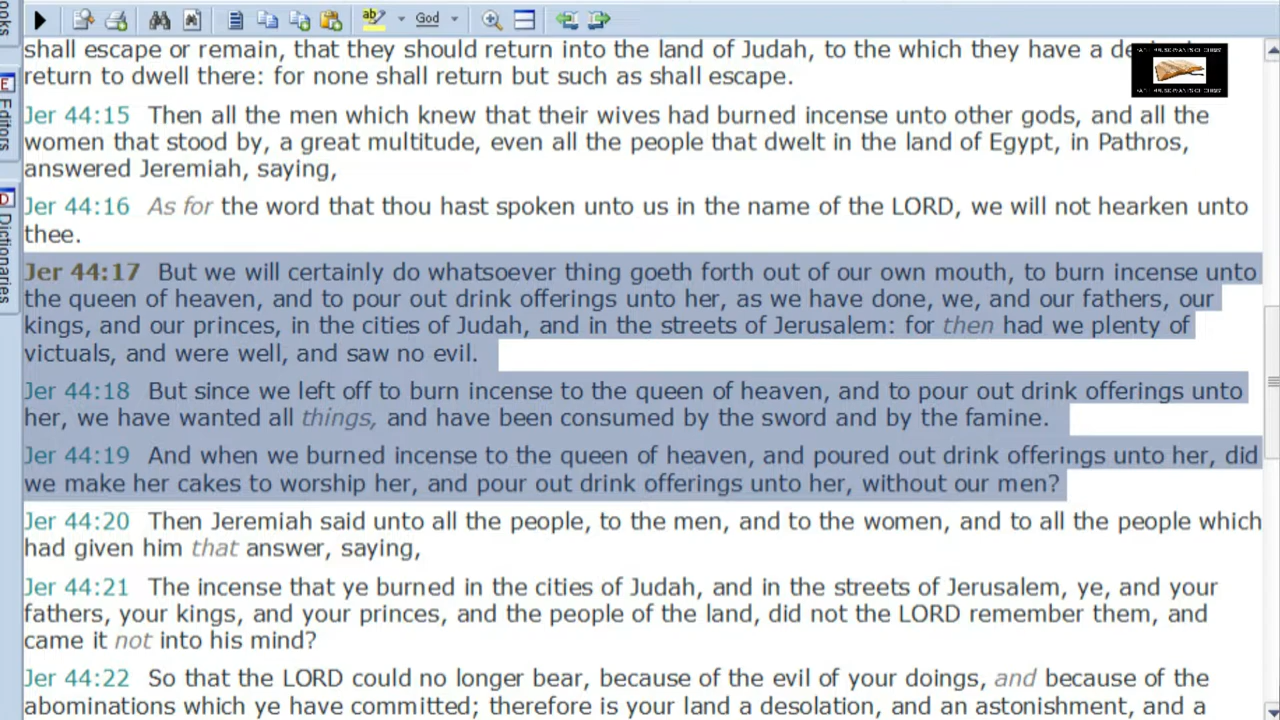 ooks
Editors
Dictionaries
ab
God
shall escape or remain, that they should return into the land of Judah, to the which they have a
return to dwell there: for none shall return but such as shall escape.
Jer 44:15 Then all the men which knew that their wives had burned incense unto other gods, and all the
women that stood by, a great multitude, even all the people that dwelt in the land of Egypt, in Pathros,
answered Jeremiah, saying,
Jer 44:16 As for the word that thou hast spoken unto us in the name of the LORD, we will not hearken unto
thee.
Jer 44:17 But we will certainly do whatsoever thing goeth forth out of our own mouth, to burn incense unto
the queen of heaven, and to pour out drink offerings unto her, as we have done, we, and our fathers, our
kings, and our princes, in the cities of Judah, and in the streets of Jerusalem: for then had we plenty of
victuals, and were well, and saw no evil.
Jer 44:18 But since we left off to burn incense to the queen of heaven, and to pour out drink offerings unto
her, we have wanted all things, and have been consumed by the sword and by the famine.
Jer 44:19 And when we burned incense to the queen of heaven, and poured out drink offerings unto her, did
we make her cakes to worship her, and pour out drink offerings unto her, without our men?
Jer 44:20 Then Jeremiah said unto all the people, to the men, and to the women, and to all the people which
had given him that answer, saying,
Jer 44:21 The incense that ye burned in the cities of Judah, and in the streets of Jerusalem, ye, and your
fathers, your kings, and your princes, and the people of the land, did not the LORD remember them, and
came it not into his mind?
Jer 44:22 So that the LORD could no longer bear, because of the evil of your doings, and because of the
abominations which ye have committed; therefore is your land a desolation, and an astonishment, and a